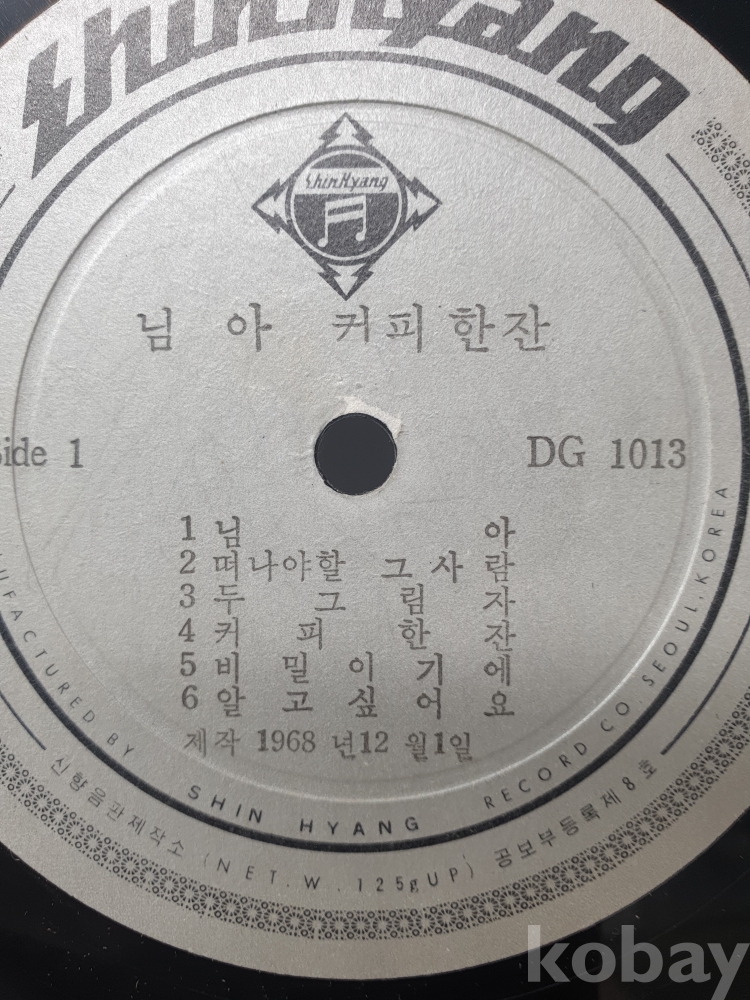 ShinHyang
ShinHyang
님 아 커피한잔
Side 1
DG 1013
1 님 아
2 떠나야할 그 사 람
3 두 그 림 자
4 커 피 한 잔
5 비 밀 이 기 에
6 알 고 싶 어 요
제작 1968 년12 월1일
UFACTURED BY SHIN HYANG RECORD CO. SEOUL. KOREA
신향음판제작소 (NET.W.125gUP) 공보부등록제8호
kobay